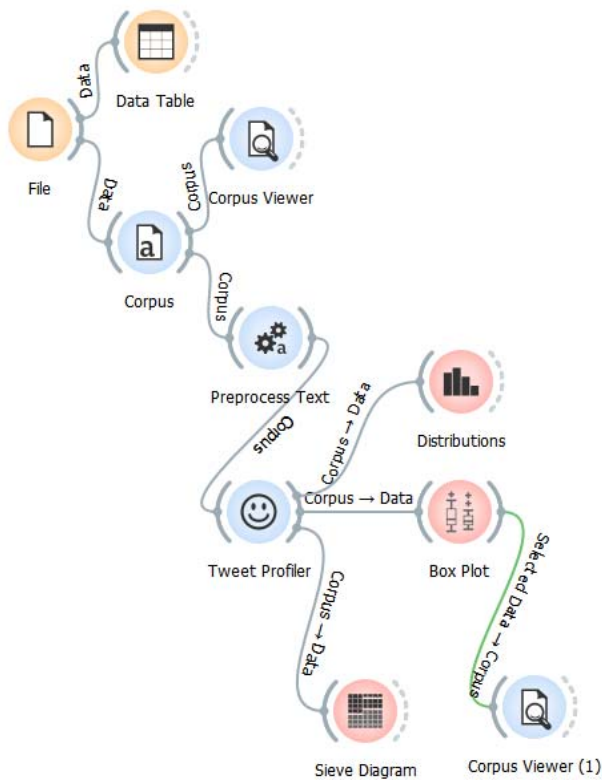 Data
Data Table
File
Data
Corpus
Corpus Viewer
Corpus
Corpus
Preprocess Text
Corpus
Corpus → Data
Distributions
Corpus → Data
Tweet Profiler
Box Plot
Corpus → Data
Selected Data → Corpus
Sieve Diagram
Corpus Viewer (1)